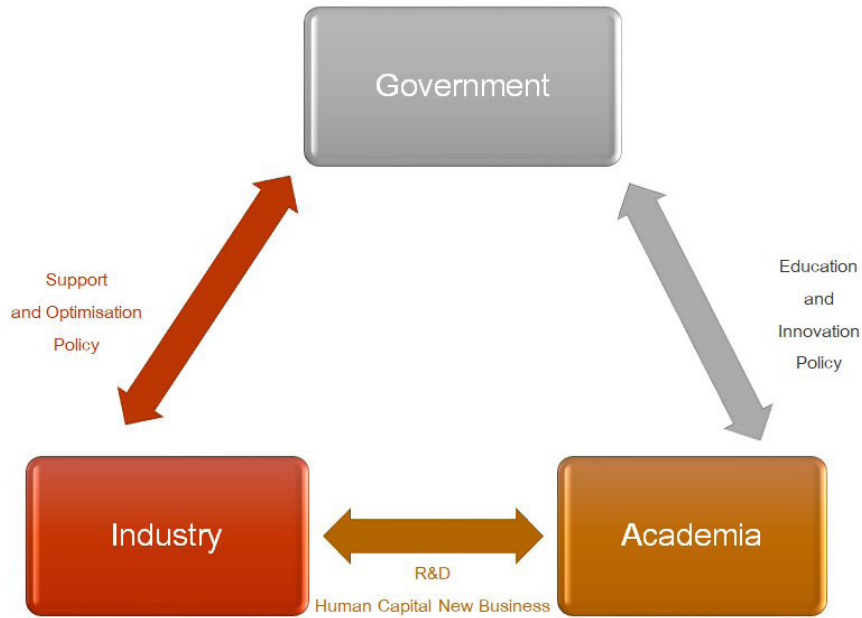 Government
Support
and Optimisation
Policy
Education
and
Innovation
Policy
Industry
Academia
R&D
Human Capital New Business